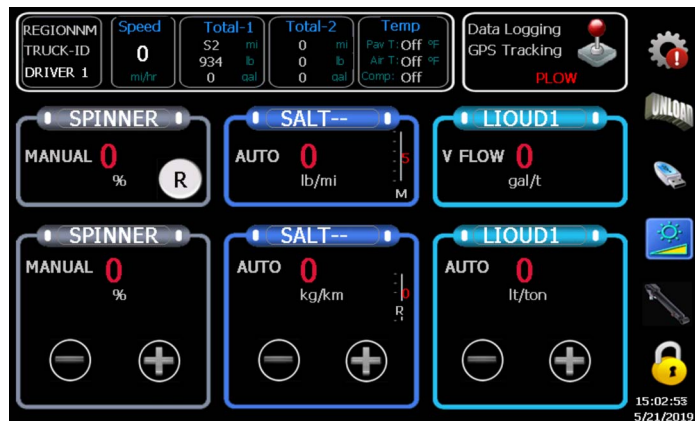 REGIONNM
TRUCK-ID
DRIVER 1
Speed
0
mi/hr
Total-1
S2 mi
934 lb
0 gal
Total-2
0 mi
0 lb
0 gal
Temp
Pav T: Off °F
Air T: Off °F
Comp: Off
Data Logging
GPS Tracking
PLOW
UNLOAD
SPINNER
MANUAL 0
%
R
SALT--
AUTO 0
lb/mi
S
M
LIQUD1
V FLOW 0
gal/t
SPINNER
MANUAL 0
%
SALT--
AUTO 0
kg/km
0
R
LIQUD1
AUTO 0
lt/ton
15:02:53
5/21/2019